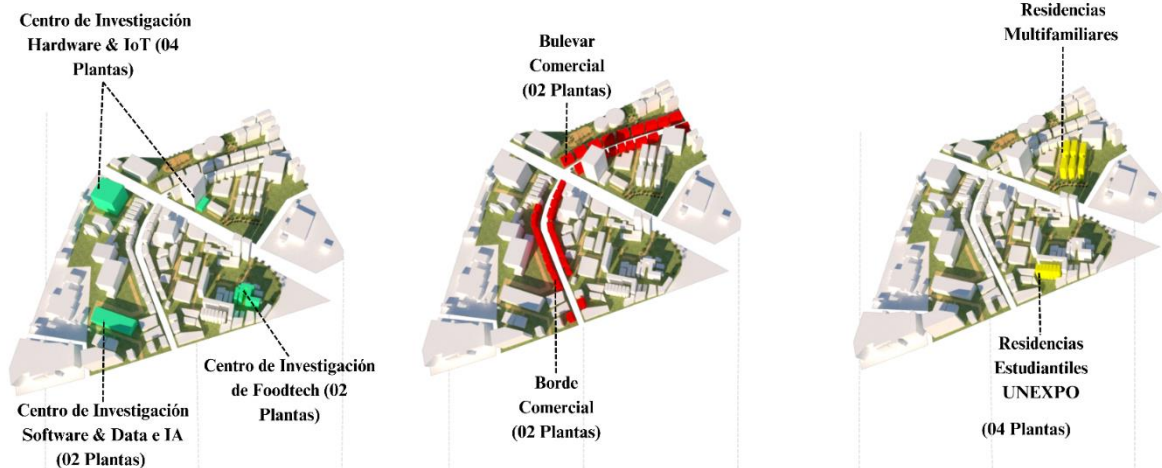 Centro de Investigación
Hardware & IoT (04
Plantas)
Centro de Investigación
de Foodtech (02
Plantas)
Centro de Investigación
Software & Data e IA
(02 Plantas)
Bulevar
Comercial
(02 Plantas)
Borde
Comercial
(02 Plantas)
Residencias
Multifamiliares
Residencias
Estudiantiles
UNEXPO
(04 Plantas)